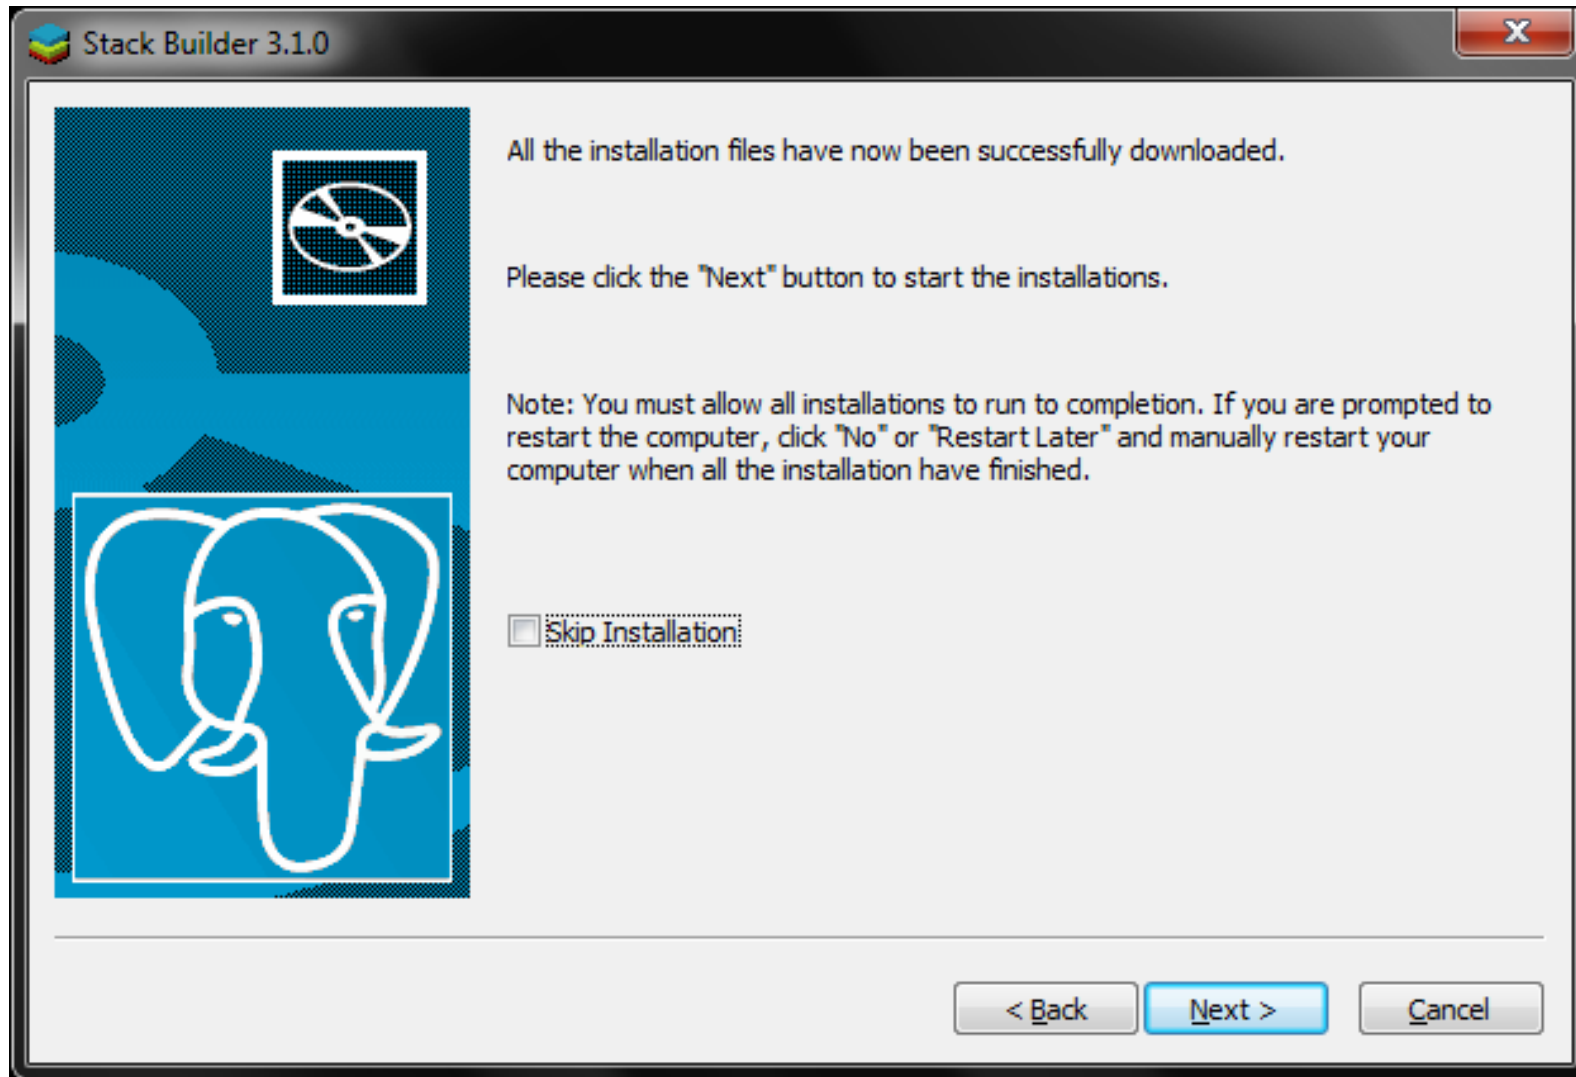 Stack Builder 3.1.0
All the installation files have now been successfully downloaded.
Please click the "Next" button to start the installations.
Note: You must allow all installations to run to completion. If you are prompted to
restart the computer, click "No" or "Restart Later" and manually restart your
computer when all the installation have finished.
Skip Installation
< Back
Next >
Cancel